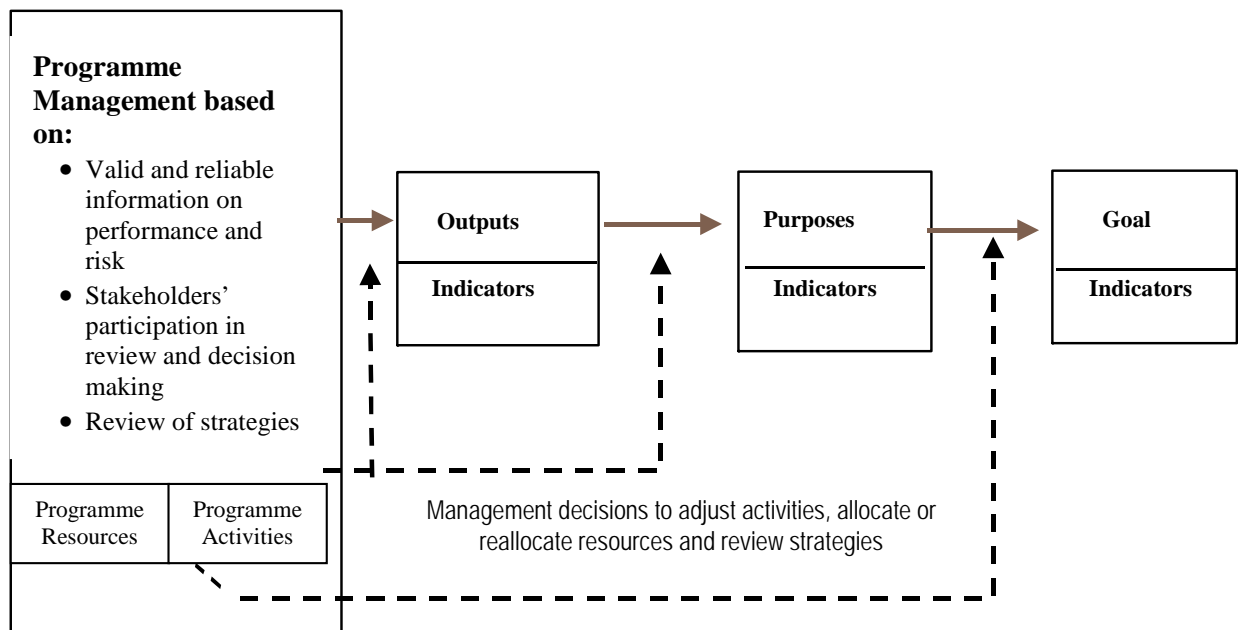 Programme
Management based
on:
• Valid and reliable
information on
performance and
risk
• Stakeholders’
participation in
review and decision
making
• Review of strategies
Programme
Resources
Programme
Activities
Outputs
Indicators
Purposes
Indicators
Goal
Indicators
Management decisions to adjust activities, allocate or
reallocate resources and review strategies